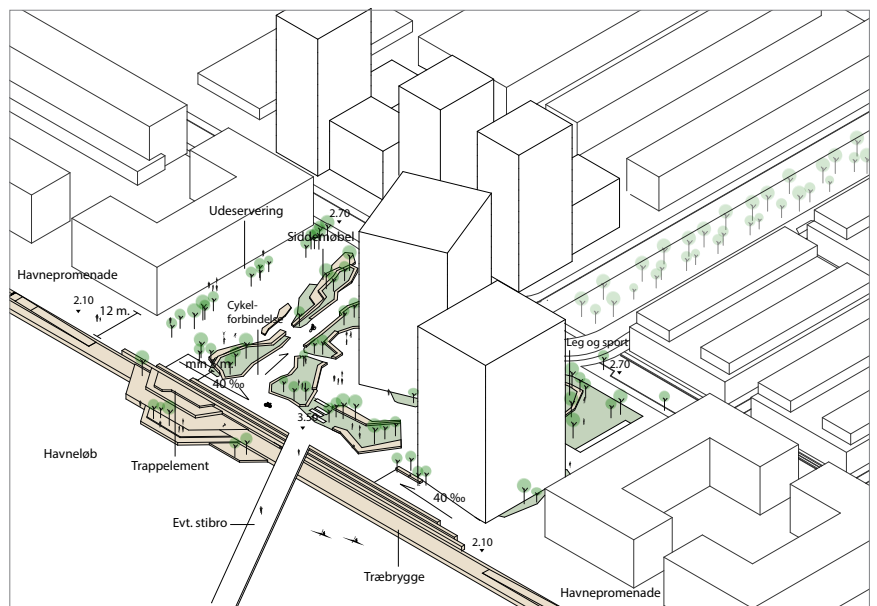 Udeservering
2.70
Siddemøbel
Havnepromenade
2.10
12 m.
Cykel-
forbindelse
Leg og sport
2.70
min
m.
40 ‰
3.50
Havneløb
Trappelement
40 ‰
Evt. stibro
2.10
Træbrygge
Havnepromenade